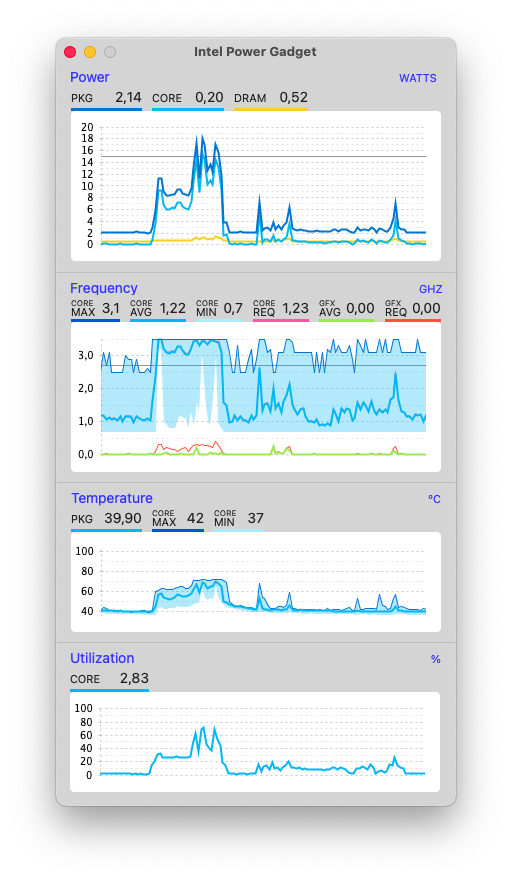 Intel Power Gadget
Power WATTS
PKG 2,14 CORE 0,20 DRAM 0,52
20
18
16
14
12
10
8
6
4
2
0
Frequency GHZ
CORE MAX 3,1 CORE AVG 1,22 CORE MIN 0,7 CORE REQ 1,23 GFX AVG 0,00 GFX REQ 0,00
3,0
2,0
1,0
0,0
Temperature °C
PKG 39,90 CORE MAX 42 CORE MIN 37
100
80
60
40
Utilization %
CORE 2,83
100
80
60
40
20
0